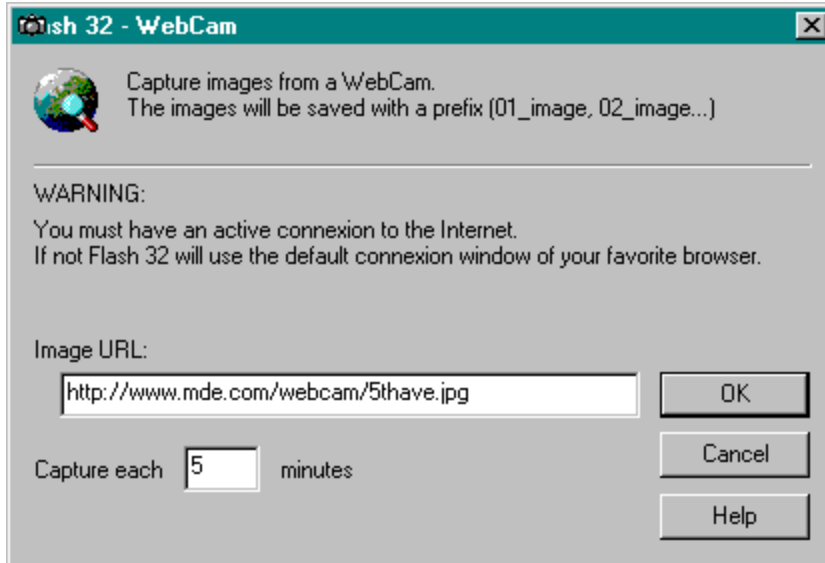 Flash 32 - WebCam
Capture images from a WebCam.
The images will be saved with a prefix (01_image, 02_image...)
WARNING:
You must have an active connexion to the Internet.
If not Flash 32 will use the default connexion window of your favorite browser.
Image URL:
http://www.mde.com/webcam/5thave.jpg
OK
Capture each 5 minutes
Cancel
Help